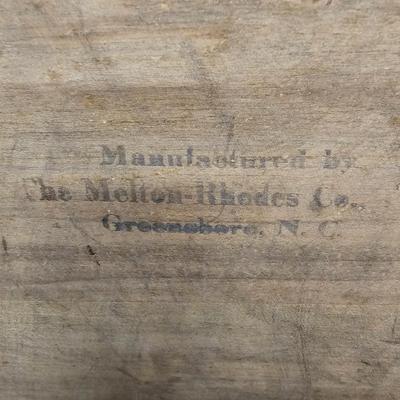 Manufactured by
The Melton-Rhodes Co.,
Greensboro, N. C.